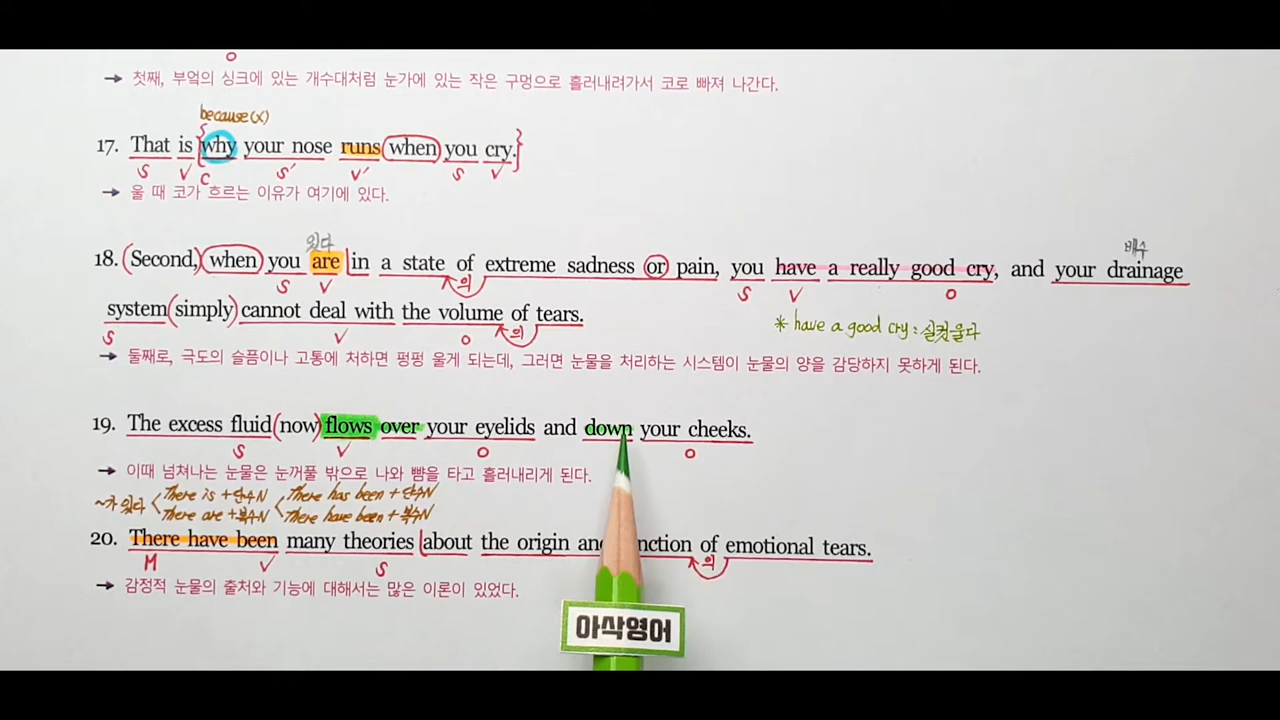 O
→ 첫째, 부엌의 싱크에 있는 개수대처럼 눈가에 있는 작은 구멍으로 흘러내려가서 코로 빠져 나간다.
because(x)
17. That is {why your nose runs (when) you cry.}
S V C S' V' S V
→ 울 때 코가 흐르는 이유가 여기에 있다.
있다 배수
18. (Second,) (when) you are in a state of extreme sadness (or) pain, you have a really good cry, and your drainage
S V 의 S V O
system (simply) cannot deal with the volume of tears.
S V O 의
* have a good cry : 실컷 울다
→ 둘째로, 극도의 슬픔이나 고통에 처하면 펑펑 울게 되는데, 그러면 눈물을 처리하는 시스템이 눈물의 양을 감당하지 못하게 된다.
19. The excess fluid (now) flows over your eyelids and down your cheeks.
S V O O
→ 이때 넘쳐나는 눈물은 눈꺼풀 밖으로 나와 뺨을 타고 흘러내리게 된다.
~가 있다 < There is + 단수N < There has been + 단수N
There are + 복수N There have been + 복수N
20. There have been many theories about the origin and nction of emotional tears.
M V S 의
→ 감정적 눈물의 출처와 기능에 대해서는 많은 이론이 있었다.
아삭영어